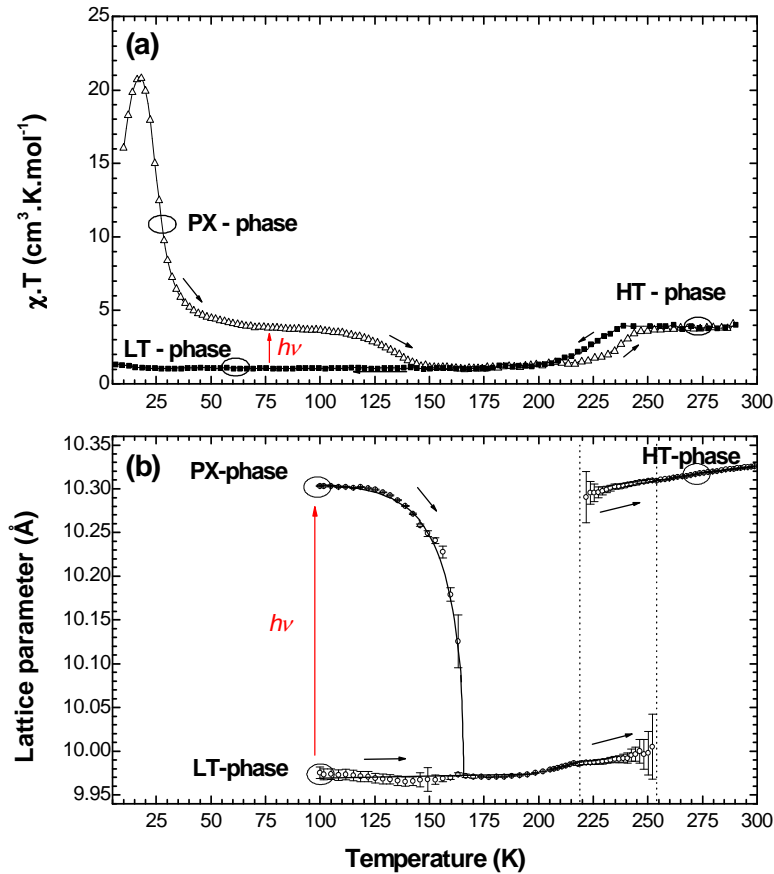 (a)
25
20
15
10
5
0
χ.T (cm³.K.mol⁻¹)
PX - phase
HT - phase
LT - phase
hν
25 50 75 100 125 150 175 200 225 250 275 300
(b)
10.35
10.30
10.25
10.20
10.15
10.10
10.05
10.00
9.95
Lattice parameter (Å)
PX-phase
HT-phase
hν
LT-phase
25 50 75 100 125 150 175 200 225 250 275 300
Temperature (K)